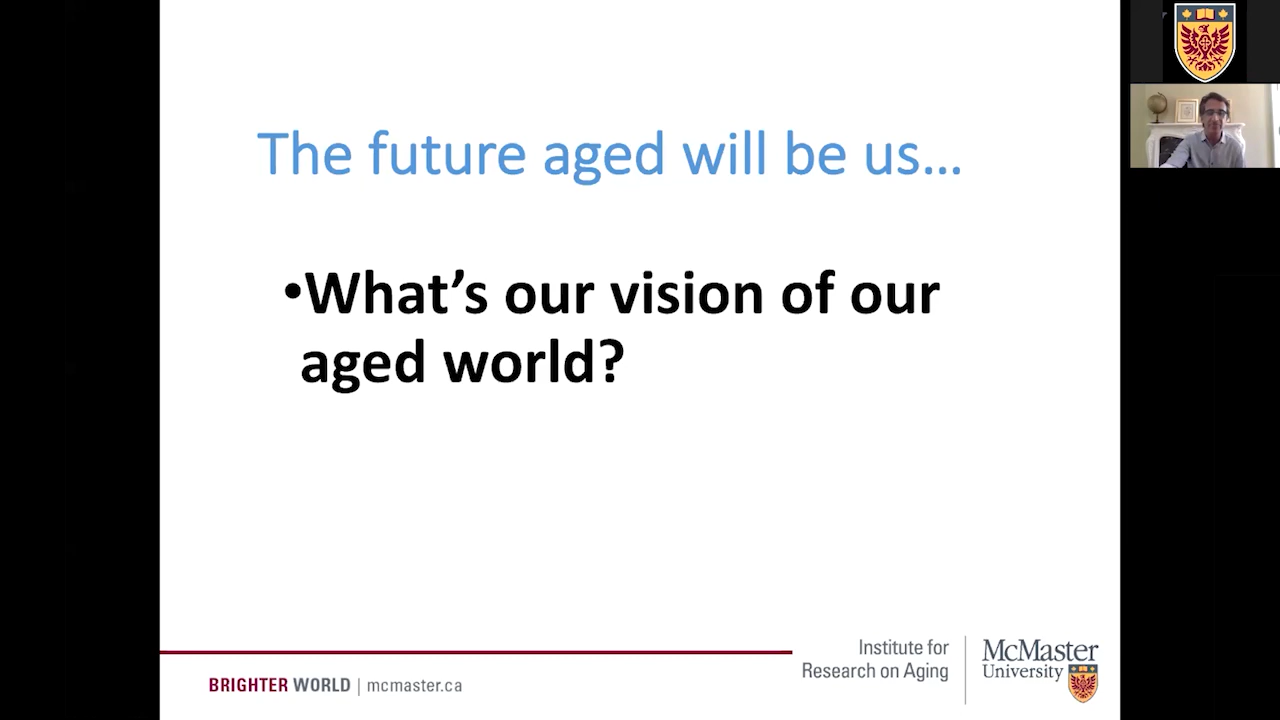 The future aged will be us...
•What's our vision of our
aged world?
Institute for
Research on Aging
McMaster
University
BRIGHTER WORLD | mcmaster.ca